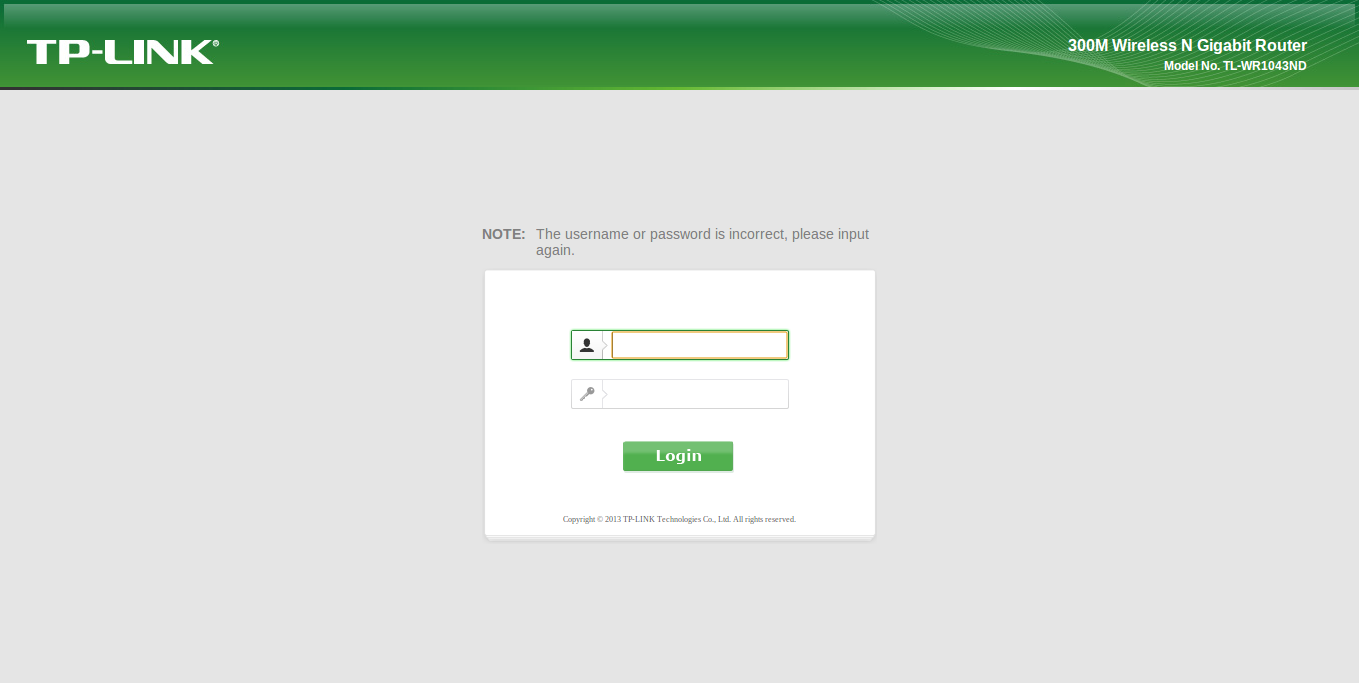 TP-LINK®
300M Wireless N Gigabit Router
Model No. TL-WR1043ND
NOTE: The username or password is incorrect, please input
again.
Login
Copyright © 2013 TP-LINK Technologies Co., Ltd. All rights reserved.